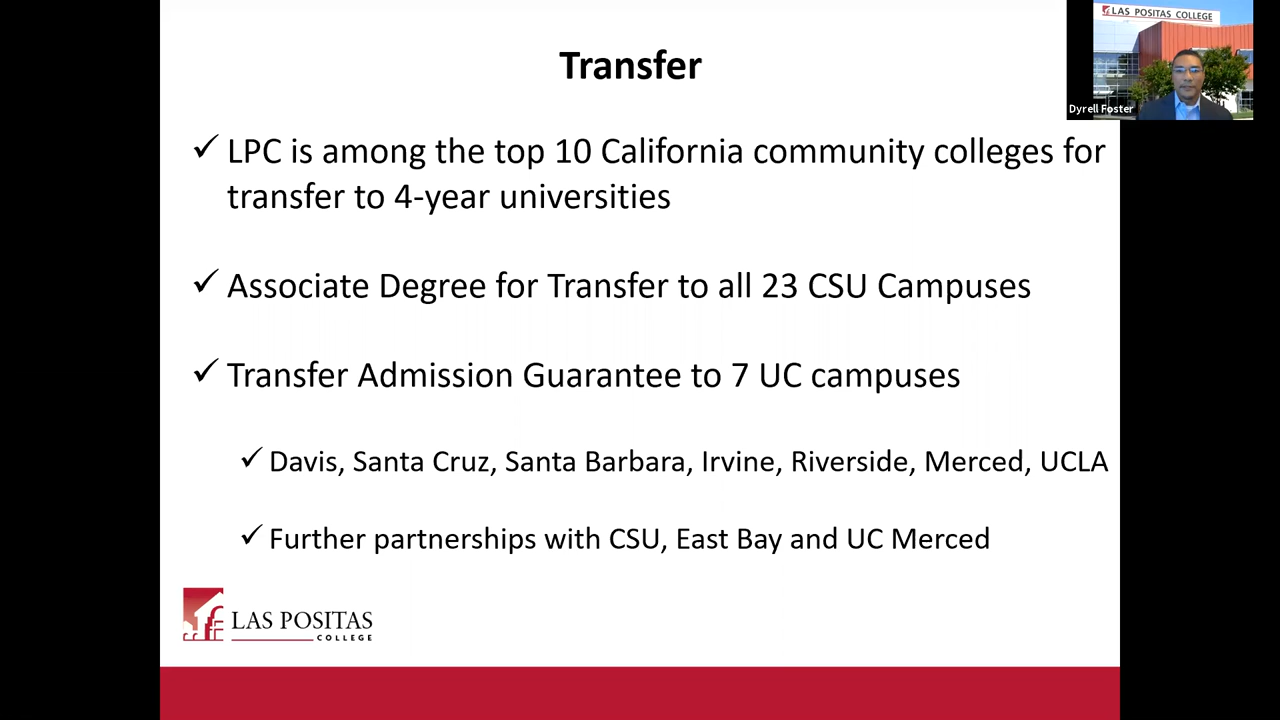 LAS POSITAS COLLEGE
Dyrell Foster
Transfer
✓ LPC is among the top 10 California community colleges for
transfer to 4-year universities
✓ Associate Degree for Transfer to all 23 CSU Campuses
✓ Transfer Admission Guarantee to 7 UC campuses
✓ Davis, Santa Cruz, Santa Barbara, Irvine, Riverside, Merced, UCLA
✓ Further partnerships with CSU, East Bay and UC Merced
LAS POSITAS
COLLEGE